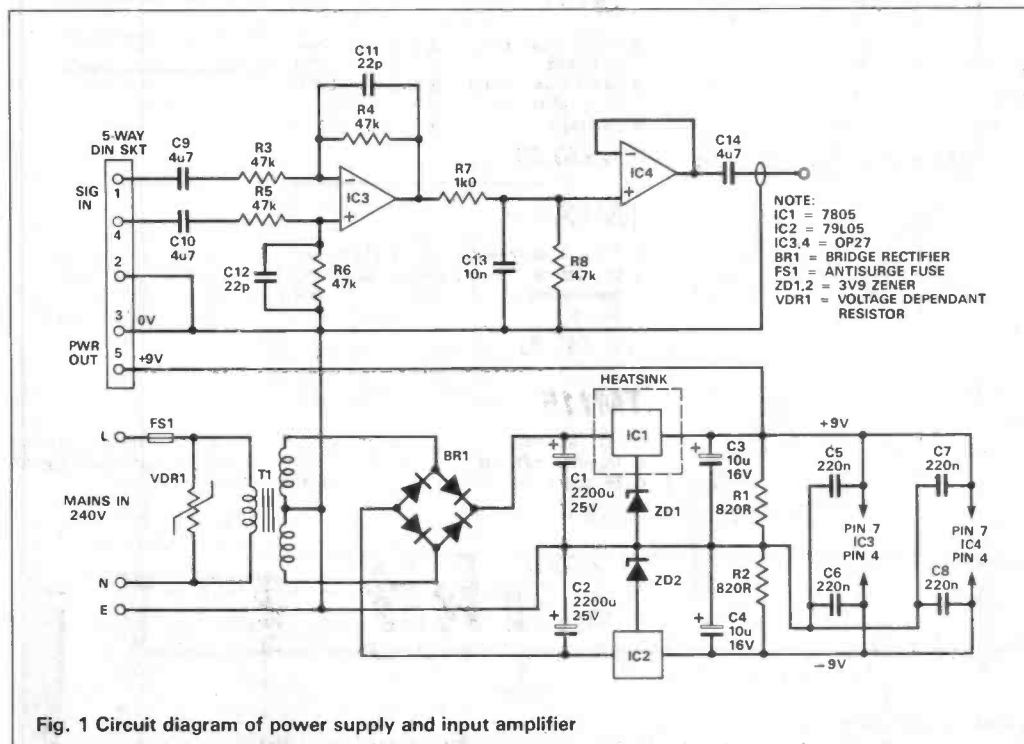 C11
22p
R4
47k
5-WAY
DIN SKT
C9
4u7
R3
47k
SIG
IN
1
R5
47k
4
C10
4u7
2
C12
22p
R6
47k
3
0V
PWR
OUT
5
+9V
−
+
IC3
R7
1k0
C13
10n
R8
47k
−
+
IC4
C14
4u7
NOTE:
IC1 = 7805
IC2 = 79L05
IC3,4 = OP27
BR1 = BRIDGE RECTIFIER
FS1 = ANTISURGE FUSE
ZD1,2 = 3V9 ZENER
VDR1 = VOLTAGE DEPENDANT
RESISTOR
L
FS1
VDR1
MAINS IN
240V
N
E
T1
BR1
HEATSINK
IC1
+
C1
2200u
25V
ZD1
+
C3
10u
16V
R1
820R
+9V
C5
220n
C7
220n
PIN 7
IC3
PIN 4
PIN 7
IC4
PIN 4
+
C2
2200u
25V
ZD2
IC2
+
C4
10u
16V
R2
820R
C6
220n
C8
220n
−9V
Fig. 1 Circuit diagram of power supply and input amplifier